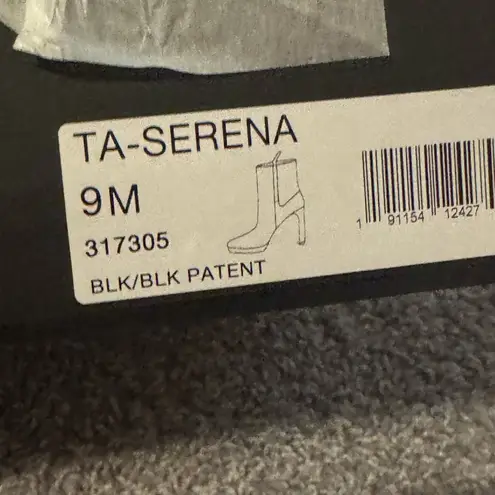 TA-SERENA
9M
317305
BLK/BLK PATENT
1 91154 12427